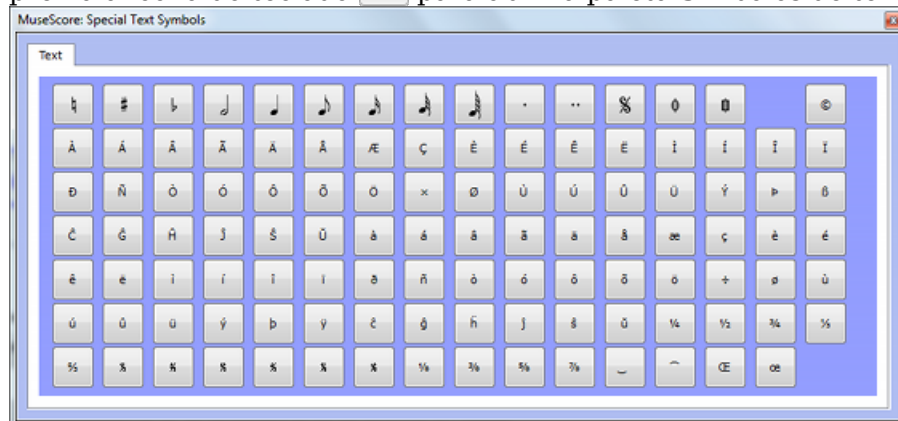 MuseScore: Special Text Symbols
Text
♮ ♯ ♭ 𝅗𝅥 ♩ ♪ 𝅘𝅥𝅯 𝅘𝅥𝅰 𝅘𝅥𝅱 . .. 𝄋 ©
À Á Â Ã Ä Å Æ Ç È É Ê Ë Ì Í Î Ï
Ð Ñ Ò Ó Ô Õ Ö × Ø Ù Ú Û Ü Ý Þ ß
Ĉ Ĝ Ĥ Ĵ Ŝ Ŭ à á â ã ä å æ ç è é
ê ë ì í î ï ð ñ ò ó ô õ ö ÷ ø ù
ú û ü ý þ ÿ ĉ ĝ ĥ ĵ ŝ ŭ ¼ ½ ¾ ⅓
⅔ ⅛ ⅜ ⅝ ⅞ ‿ ⁀ Œ œ